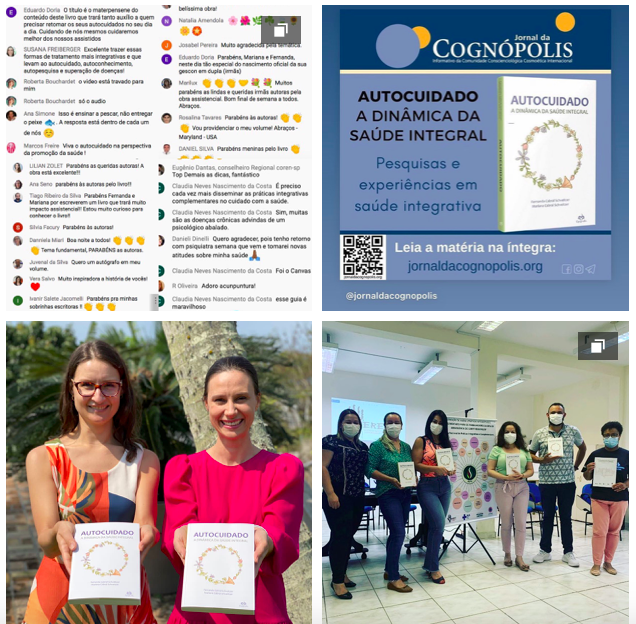 Eduardo Doria O título é o materpensene do
conteúdo deste livro que trará tanto auxílio a quem
precisar retomar os seus autocuidados no seu dia
a dia. Cuidando de nós mesmos cuidaremos
melhor dos nossos assistidos
SUSANA FREIBERGER Excelente trazer essas
formas de tratamento mais integrativas e que
levam ao autocuidado, autoconhecimento,
autopesquisa e superação de doenças!
Roberta Bouchardet o video está travado para
mim
Roberta Bouchardet só o audio
Ana Simone Isso é ensinar a pescar, não entregar
o peixe 🐟. A resposta está dentro de cada um
de nós 😊
Marcos Freire Viva o autocuidado na perspectiva
da promoção da saúde !
LILIAN ZOLET Parabéns as queridas autoras! A
obra está excelente!!!
Ana Seno parabéns às autoras pelo livro!!!
Tiago Ribeiro da Silva Parabéns Fernanda e
Mariana por escreverem um livro que trará muito
impacto assistencial!! Estou muito curioso para
conhecer o livro!!
Silvia Facury Parabéns às autoras!
Danniela Miari Boa noite a todos! 👏 👏 👏
👏 Tema fundamental, PARABÉNS as autoras.
Juvenal da Silva Quero um autógrafo em meu
volume.
Vera Salvo Muito inspiradora a história de vocês!
❤️
Ivanir Salete Jacomelli Parabéns pra minhas
sobrinhas escritoras !! 👏 👏 👏
belíssima obra!
Natalia Amendola
Josabel Pereira Muito agradecida pela temática.
Eduardo Doria Parabéns, Mariana e Fernanda,
neste dia tão especial do nascimento oficial da sua
gescon em dupla (irmãs)
Muitos
parabéns as lindas e queridas irmãs autoras pela
obra assistencial. Bom final de semana a todos.
Abraços.
Rosalina Tavares Parabéns às autoras! 👏 👏
👏 Vou providenciar o meu volume! Abraços -
Maryland - USA
DANIEL SILVA Parabéns meninas pelo livro 👏
Eugênio Dantas, conselheiro Regional coren-sp
Top Demais as dicas, fantástico
Claudia Neves Nascimento da Costa É preciso
cada vez mais disseminar as práticas integrativas
complementares no cuidado com a saúde.
Claudia Neves Nascimento da Costa Sim, muitas
são as doenças crônicas advindas de um
psicológico abalado.
Danieli Dinelli Quero agradecer, pois tenho retorno
com psiquiatra semana que vem e tomarei novas
atitudes sobre minha saúde
Claudia Neves Nascimento da Costa Foi o Canvas
R Oliveira Adoro acunpuntura!
Claudia Neves Nascimento da Costa esse guia é
maravilhoso
Jornal da
COGNÓPOLIS
Informativo da Comunidade Conscienciológica Cosmoética Internacional
AUTOCUIDADO
A DINÂMICA DA
SAÚDE INTEGRAL
Pesquisas e
experiências em
saúde integrativa
AUTOCUIDADO
A DINÂMICA DA SAÚDE INTEGRAL
Leia a matéria na íntegra:
jornaldacognopolis.org
@jornaldacognopolis
AUTOCUIDADO
A DINÂMICA DA SAÚDE INTEGRAL
AUTOCUIDADO
A DINÂMICA DA SAÚDE INTEGRAL